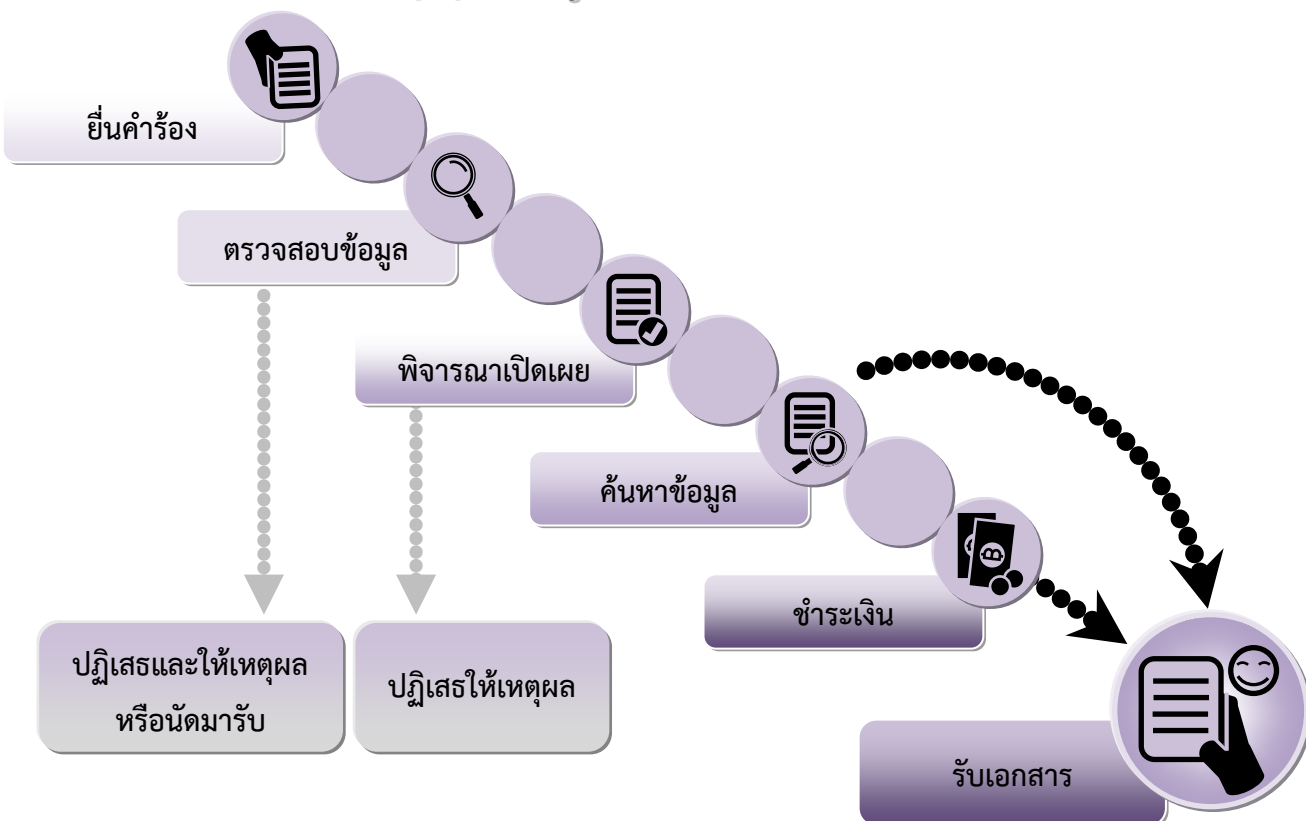 ยื่นคำร้อง
ตรวจสอบข้อมูล
พิจารณาเปิดเผย
ค้นหาข้อมูล
ชำระเงิน
ปฏิเสธและให้เหตุผล
หรือนัดมารับ
ปฏิเสธให้เหตุผล
รับเอกสาร